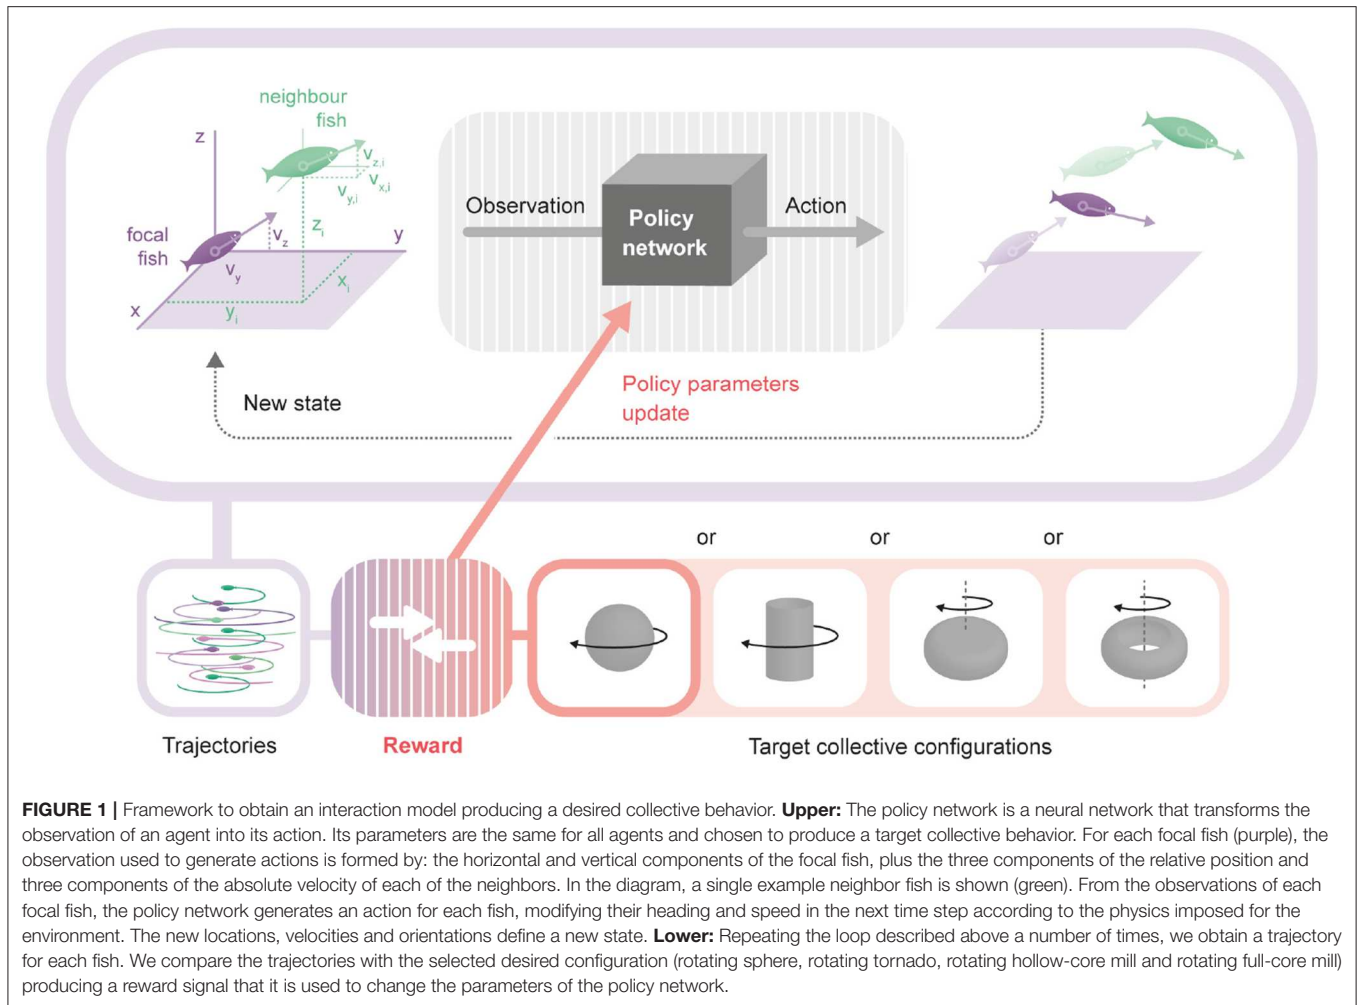 neighbour
fish
z
v_z,i
v_x,i
v_y,i
Observation
Policy
network
Action
focal
fish
v_z
z_i
y
v_y
x_i
x
y_i
New state
Policy parameters
update
or
or
or
Trajectories
Reward
Target collective configurations
FIGURE 1 | Framework to obtain an interaction model producing a desired collective behavior. Upper: The policy network is a neural network that transforms the
observation of an agent into its action. Its parameters are the same for all agents and chosen to produce a target collective behavior. For each focal fish (purple), the
observation used to generate actions is formed by: the horizontal and vertical components of the focal fish, plus the three components of the relative position and
three components of the absolute velocity of each of the neighbors. In the diagram, a single example neighbor fish is shown (green). From the observations of each
focal fish, the policy network generates an action for each fish, modifying their heading and speed in the next time step according to the physics imposed for the
environment. The new locations, velocities and orientations define a new state. Lower: Repeating the loop described above a number of times, we obtain a trajectory
for each fish. We compare the trajectories with the selected desired configuration (rotating sphere, rotating tornado, rotating hollow-core mill and rotating full-core mill)
producing a reward signal that it is used to change the parameters of the policy network.